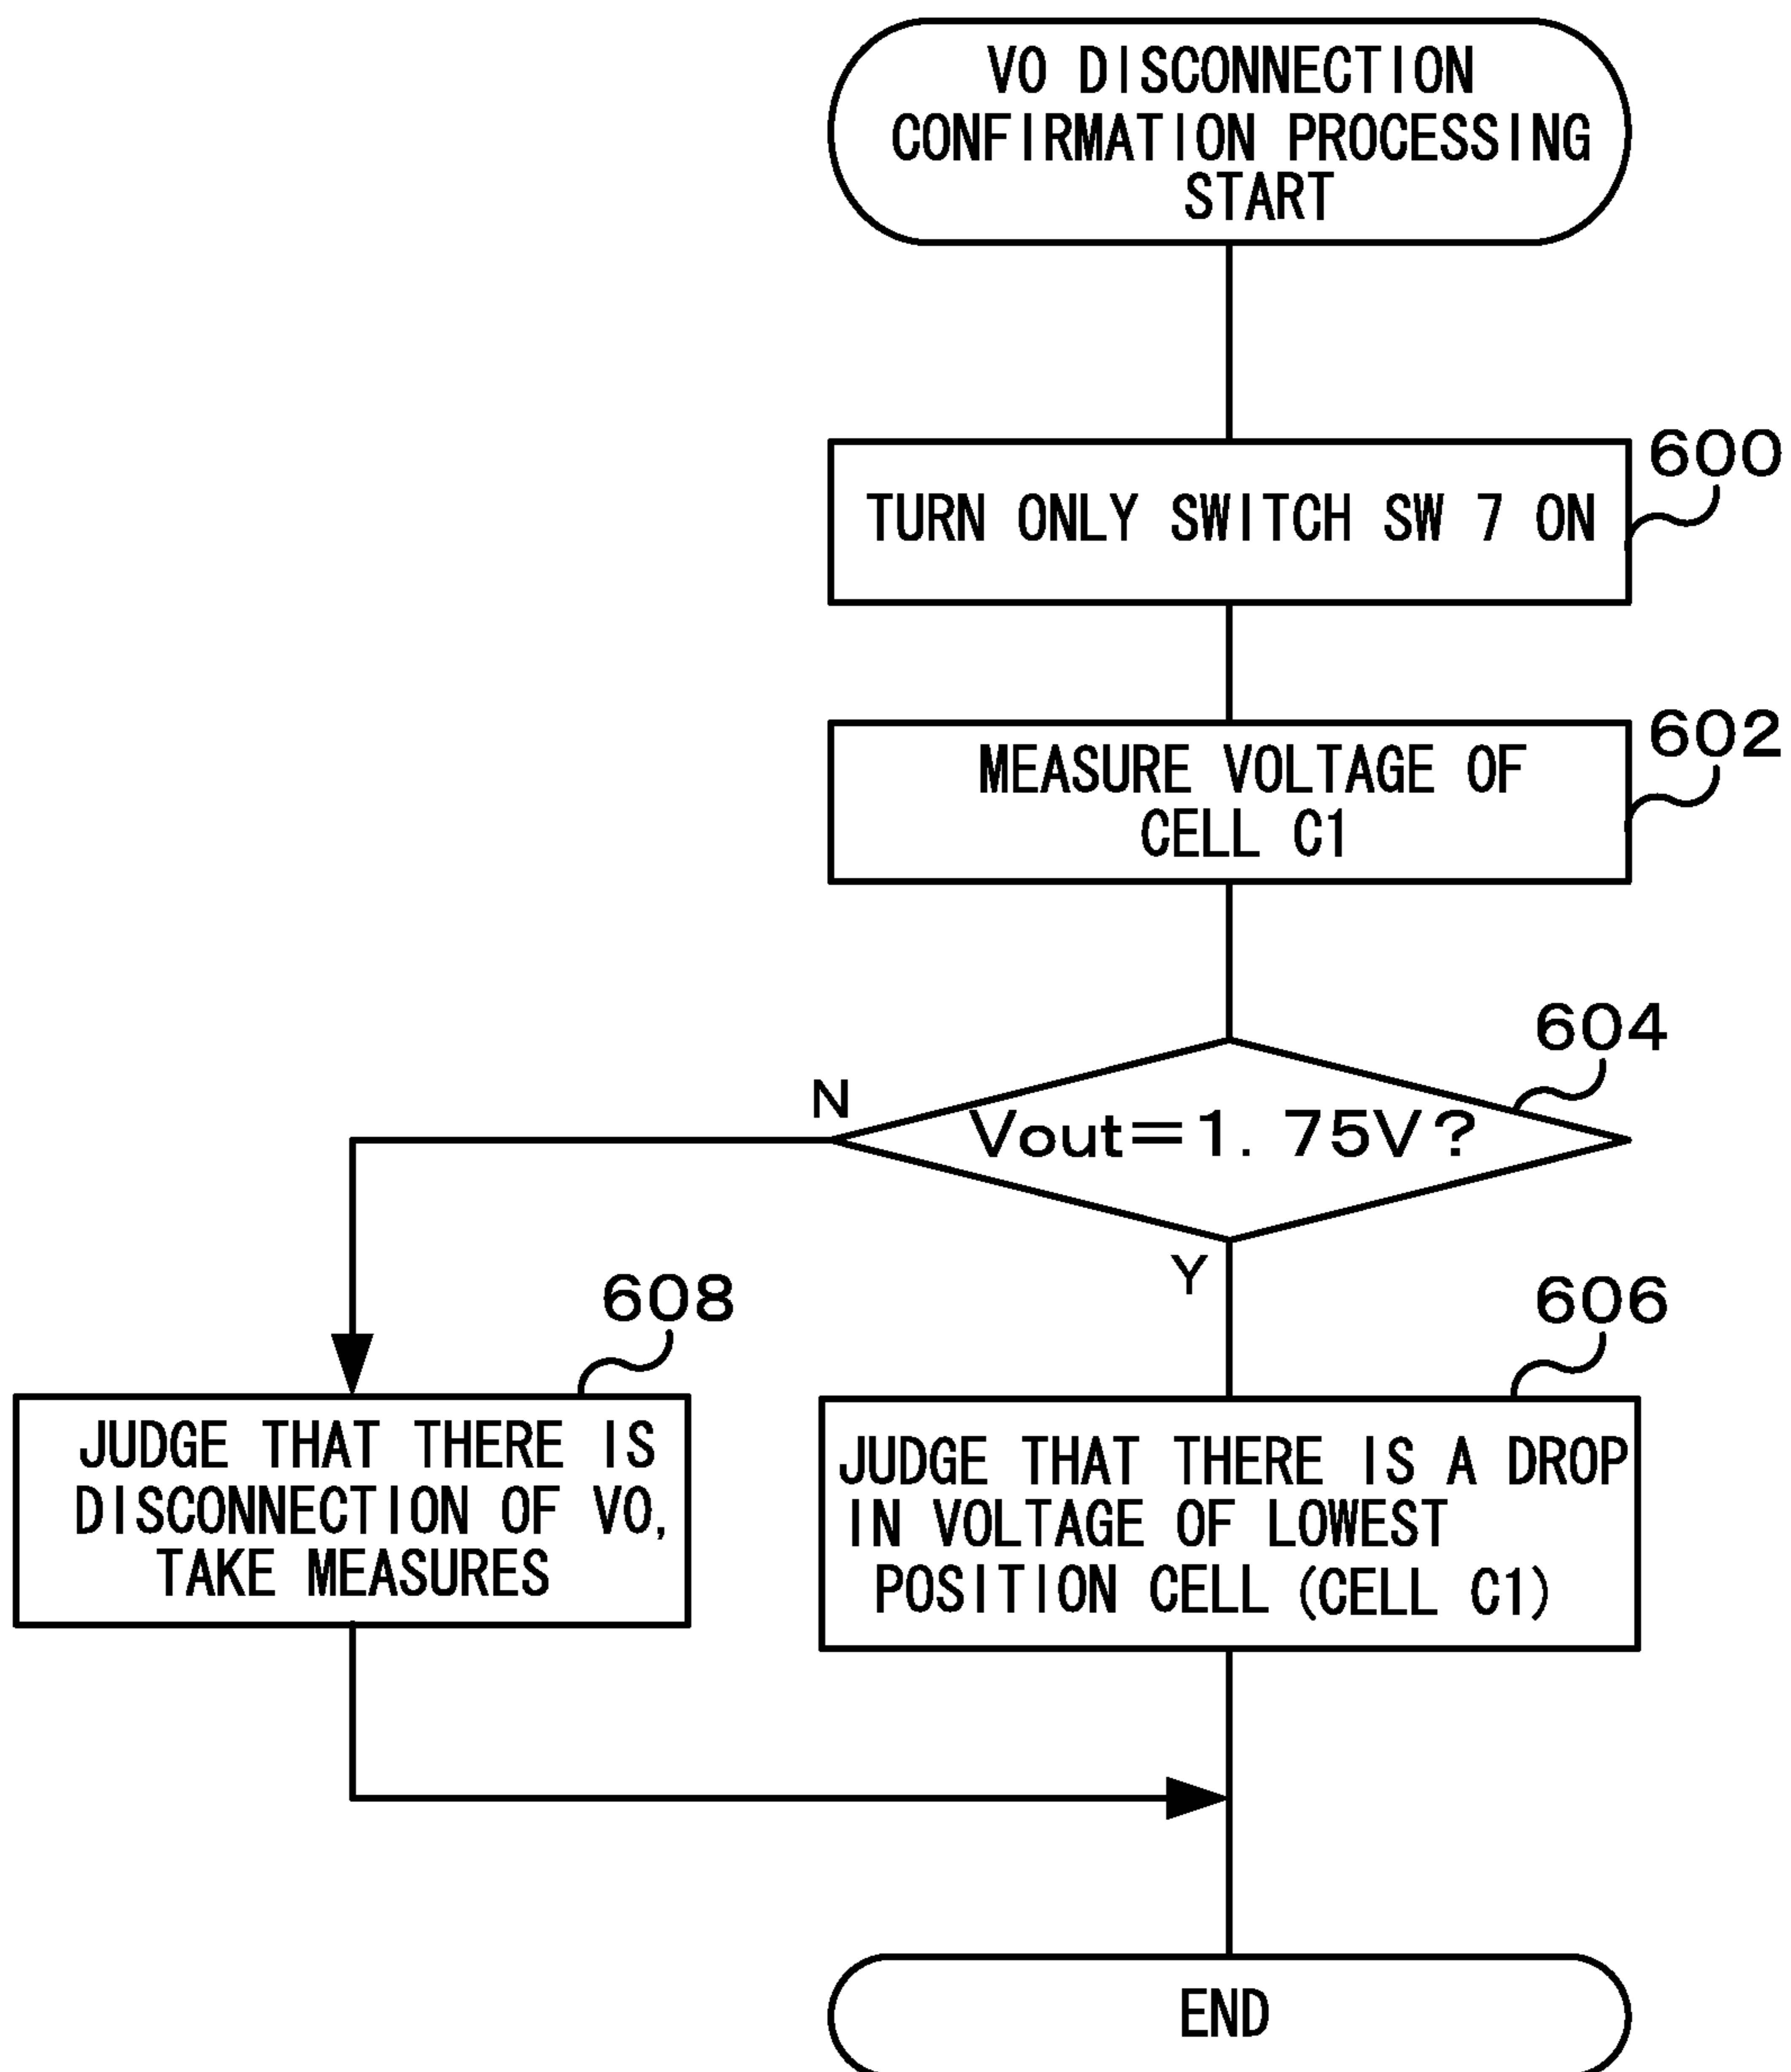 V0 DISCONNECTION
CONFIRMATION PROCESSING
START
600
TURN ONLY SWITCH SW 7 ON
602
MEASURE VOLTAGE OF
CELL C1
604
N
Vout=1. 75V?
Y
608
JUDGE THAT THERE IS
DISCONNECTION OF V0,
TAKE MEASURES
606
JUDGE THAT THERE IS A DROP
IN VOLTAGE OF LOWEST
POSITION CELL (CELL C1)
END